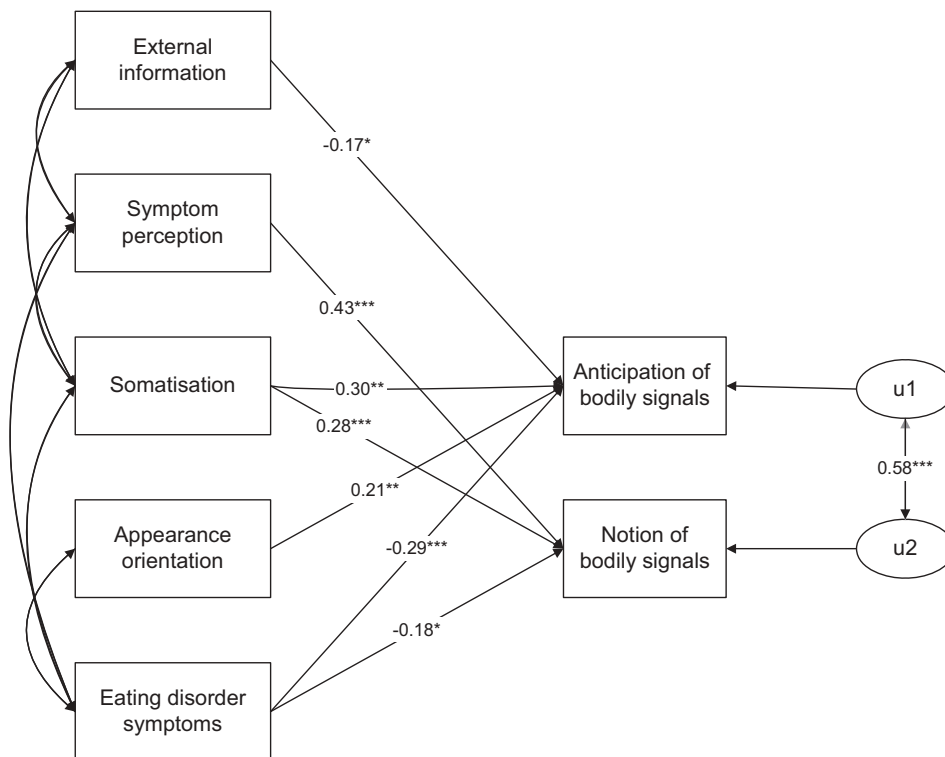 External
information
-0.17*
Symptom
perception
0.43***
Somatisation
0.30**
Anticipation of
bodily signals
u1
0.28***
0.58***
0.21**
Appearance
orientation
-0.29***
Notion of
bodily signals
u2
-0.18*
Eating disorder
symptoms